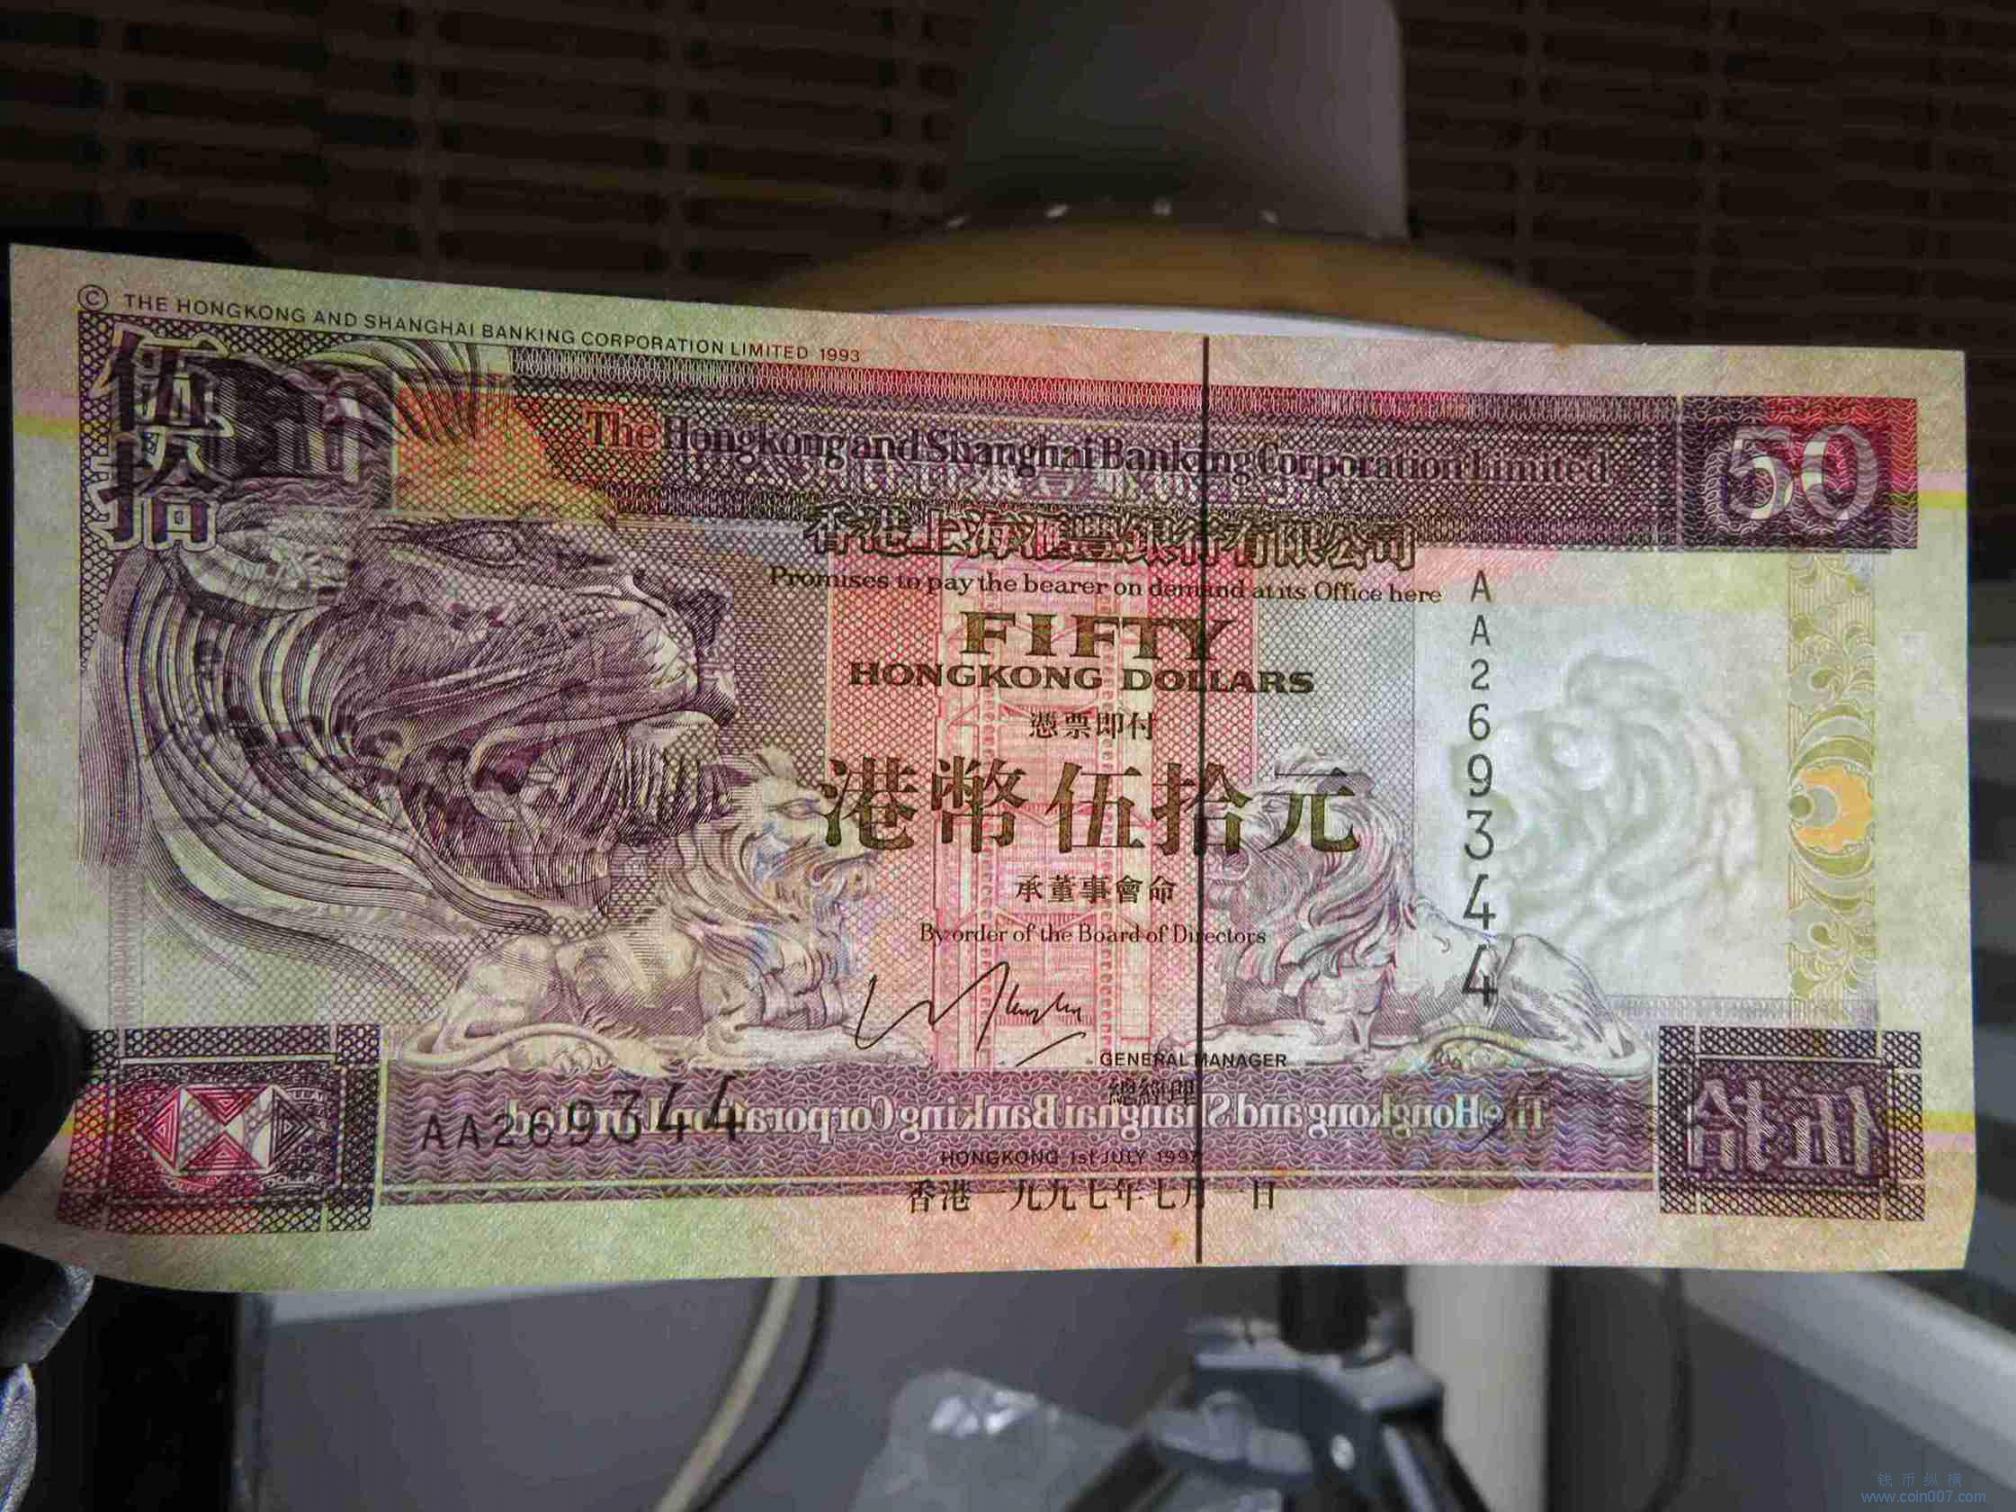 © THE HONGKONG AND SHANGHAI BANKING CORPORATION LIMITED 1993
伍拾
The Hongkong and Shanghai Banking Corporation Limited
50
香港上海滙豐銀行有限公司
Promises to pay the bearer on demand at its Office here
FIFTY
HONGKONG DOLLARS
憑票即付
港幣伍拾元
承董事會命
By order of the Board of Directors
AA269344
GENERAL MANAGER
總經理
AA269344
The Hongkong and Shanghai Banking Corporation Limited
伍拾
HONGKONG 1st JULY 1997
香港一九九七年七月一日
钱币纵横
www.coin007.com